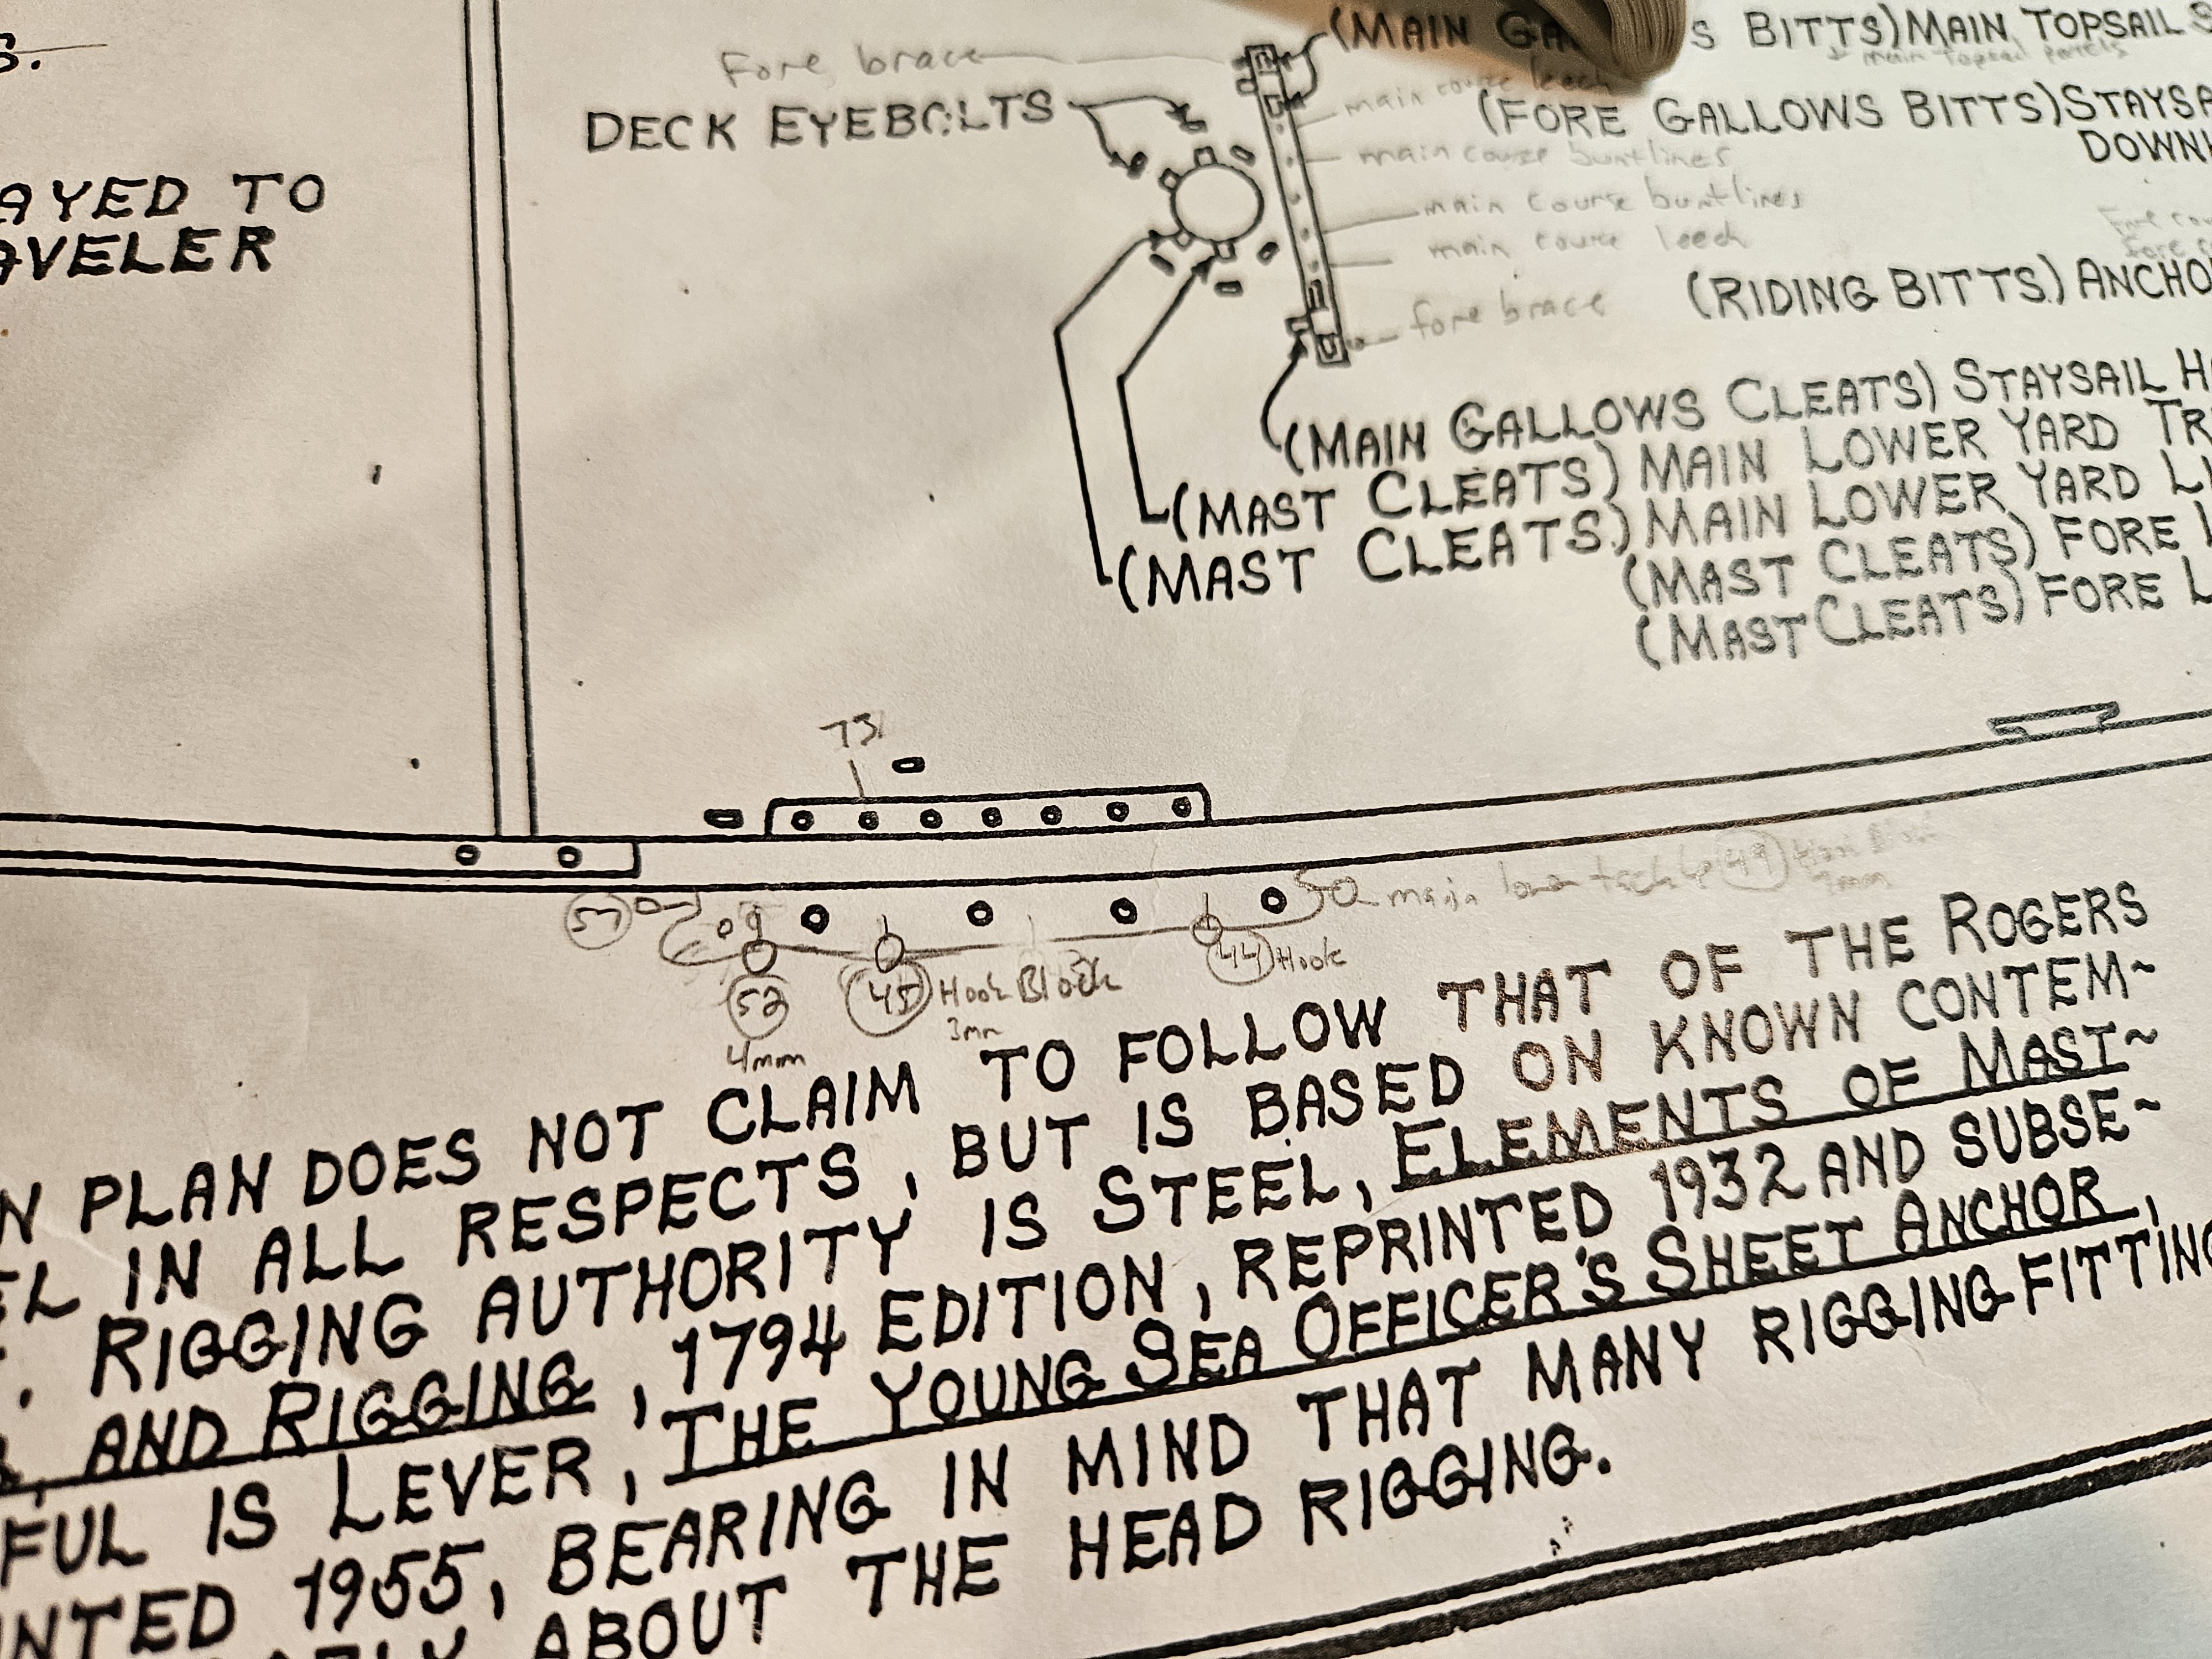 S.
Fore brace
(MAIN
S BITTS) MAIN TOPSAIL S
main Topsail
DECK EYEBOLTS
main course leech
(FORE GALLOWS BITTS) STAYSA
DOWN
main course buntlines
AYED TO
main course buntlines
AVELER
main course leech
(RIDING BITTS) ANCHO
fore brace
(MAIN GALLOWS CLEATS) STAYSAIL H
(MAST CLEATS) MAIN LOWER YARD TR
(MAST CLEATS) MAIN LOWER YARD LI
(MAST CLEATS) FORE L
(MAST CLEATS) FORE L
73
57
50 main lower tack 49
52
4mm
45 Hook Block
3mm
44 Hook
N PLAN DOES NOT CLAIM TO FOLLOW THAT OF THE ROGERS
EL IN ALL RESPECTS, BUT IS BASED ON KNOWN CONTEM~
. RIGGING AUTHORITY IS STEEL, ELEMENTS OF MAST~
, AND RIGGING, 1794 EDITION, REPRINTED 1932 AND SUBSE~
FUL IS LEVER, THE YOUNG SEA OFFICER'S SHEET ANCHOR,
INTED 1955, BEARING IN MIND THAT MANY RIGGING FITTING
ABOUT THE HEAD RIGGING.